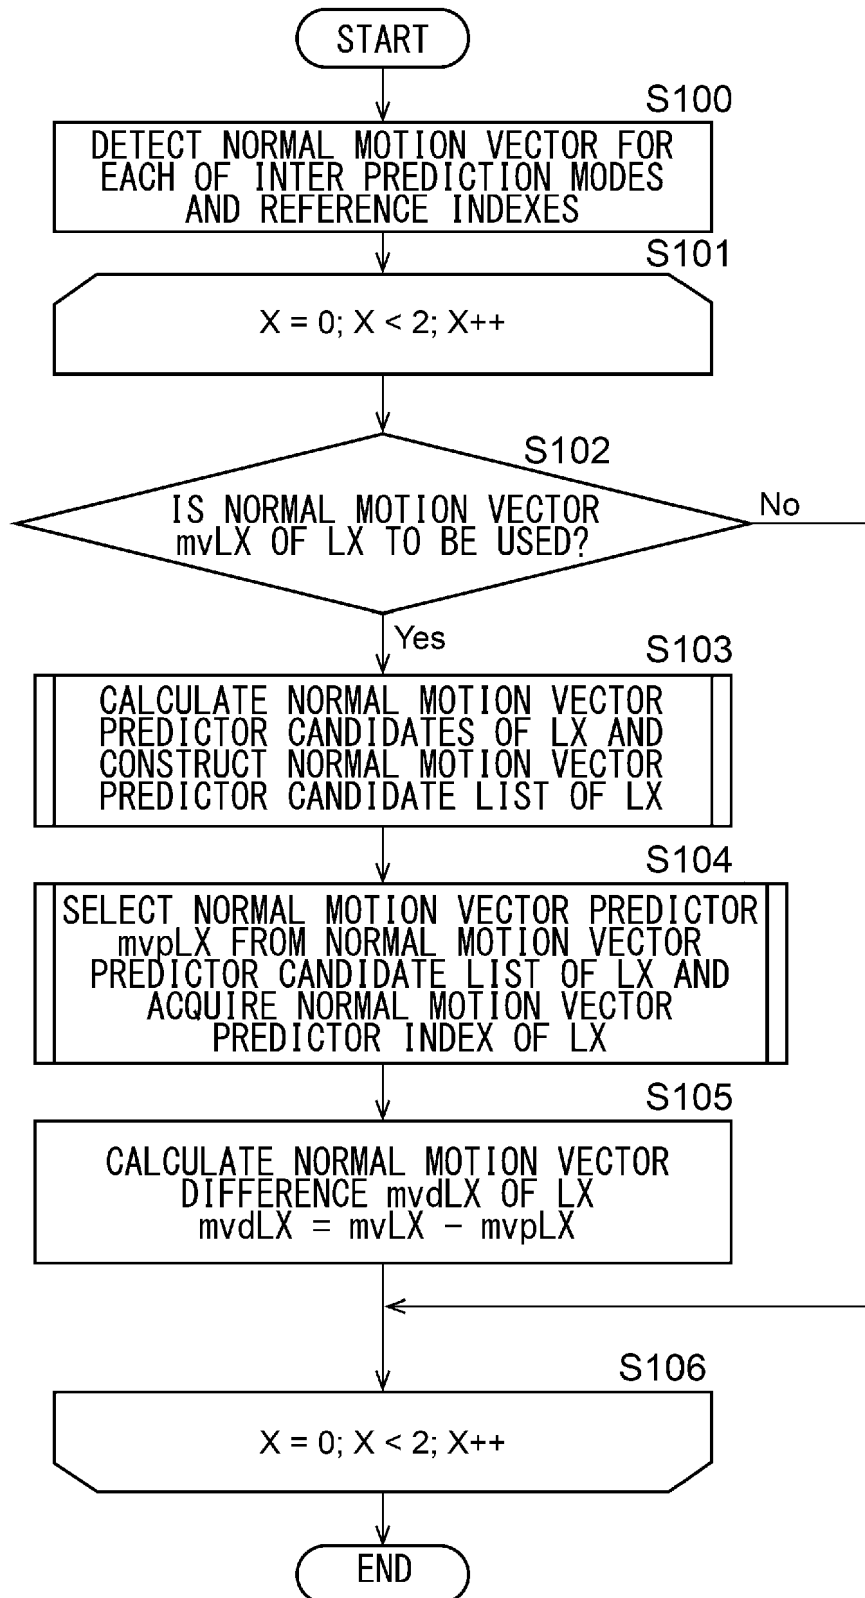 START
S100
DETECT NORMAL MOTION VECTOR FOR
EACH OF INTER PREDICTION MODES
AND REFERENCE INDEXES
S101
X = 0; X < 2; X++
S102
IS NORMAL MOTION VECTOR
mvLX OF LX TO BE USED?
No
Yes
S103
CALCULATE NORMAL MOTION VECTOR
PREDICTOR CANDIDATES OF LX AND
CONSTRUCT NORMAL MOTION VECTOR
PREDICTOR CANDIDATE LIST OF LX
S104
SELECT NORMAL MOTION VECTOR PREDICTOR
mvpLX FROM NORMAL MOTION VECTOR
PREDICTOR CANDIDATE LIST OF LX AND
ACQUIRE NORMAL MOTION VECTOR
PREDICTOR INDEX OF LX
S105
CALCULATE NORMAL MOTION VECTOR
DIFFERENCE mvdLX OF LX
mvdLX = mvLX - mvpLX
S106
X = 0; X < 2; X++
END